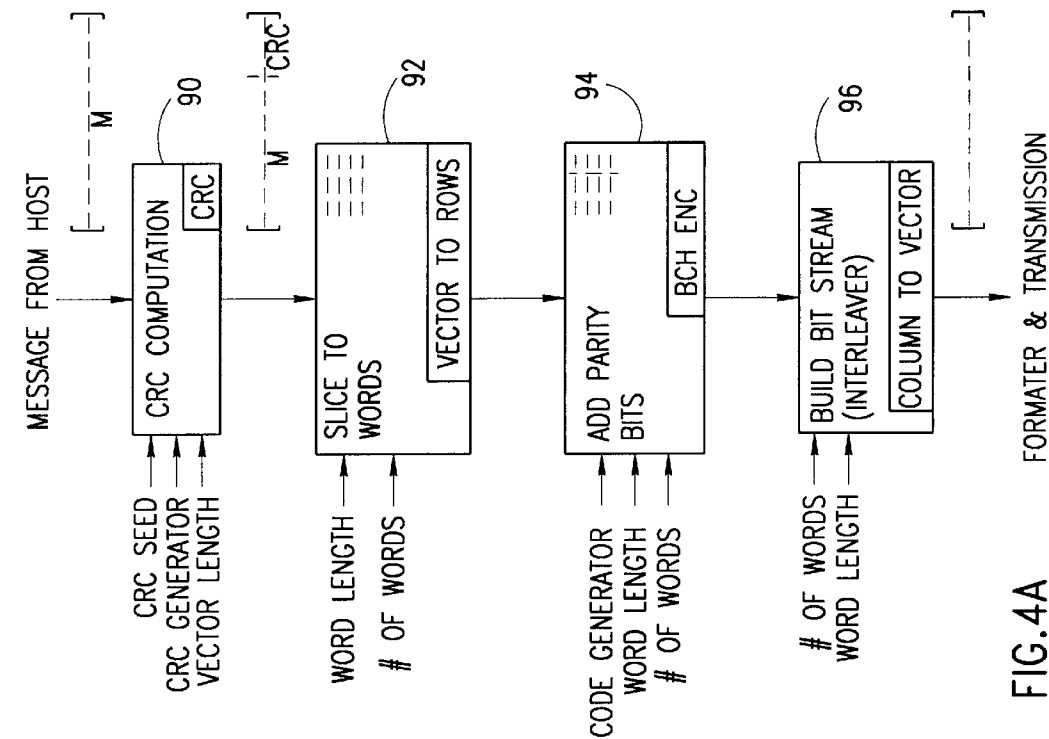 MESSAGE FROM HOST
M
CRC SEED
CRC GENERATOR
VECTOR LENGTH
CRC COMPUTATION
CRC
90
M CRC
WORD LENGTH
# OF WORDS
SLICE TO
WORDS
VECTOR TO ROWS
92
CODE GENERATOR
WORD LENGTH
# OF WORDS
ADD PARITY
BITS
BCH ENC
94
# OF WORDS
WORD LENGTH
BUILD BIT STREAM
(INTERLEAVER)
COLUMN TO VECTOR
96
FORMATER & TRANSMISSION
FIG.4A